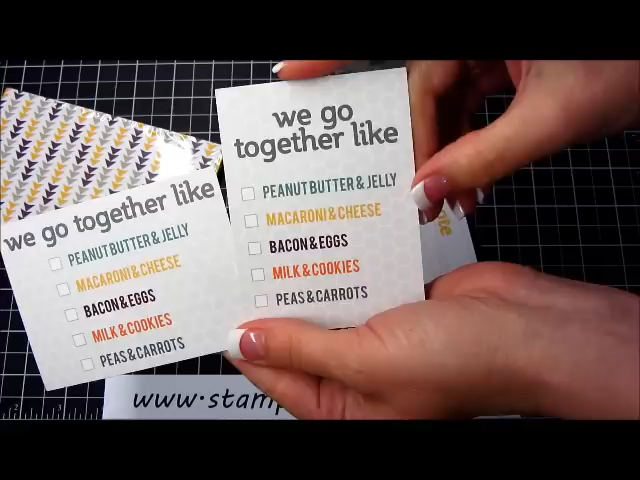 we go together like
PEANUT BUTTER & JELLY
MACARONI & CHEESE
BACON & EGGS
MILK & COOKIES
PEAS & CARROTS
we go
together like
PEANUT BUTTER & JELLY
MACARONI & CHEESE
BACON & EGGS
MILK & COOKIES
PEAS & CARROTS
www.stamp